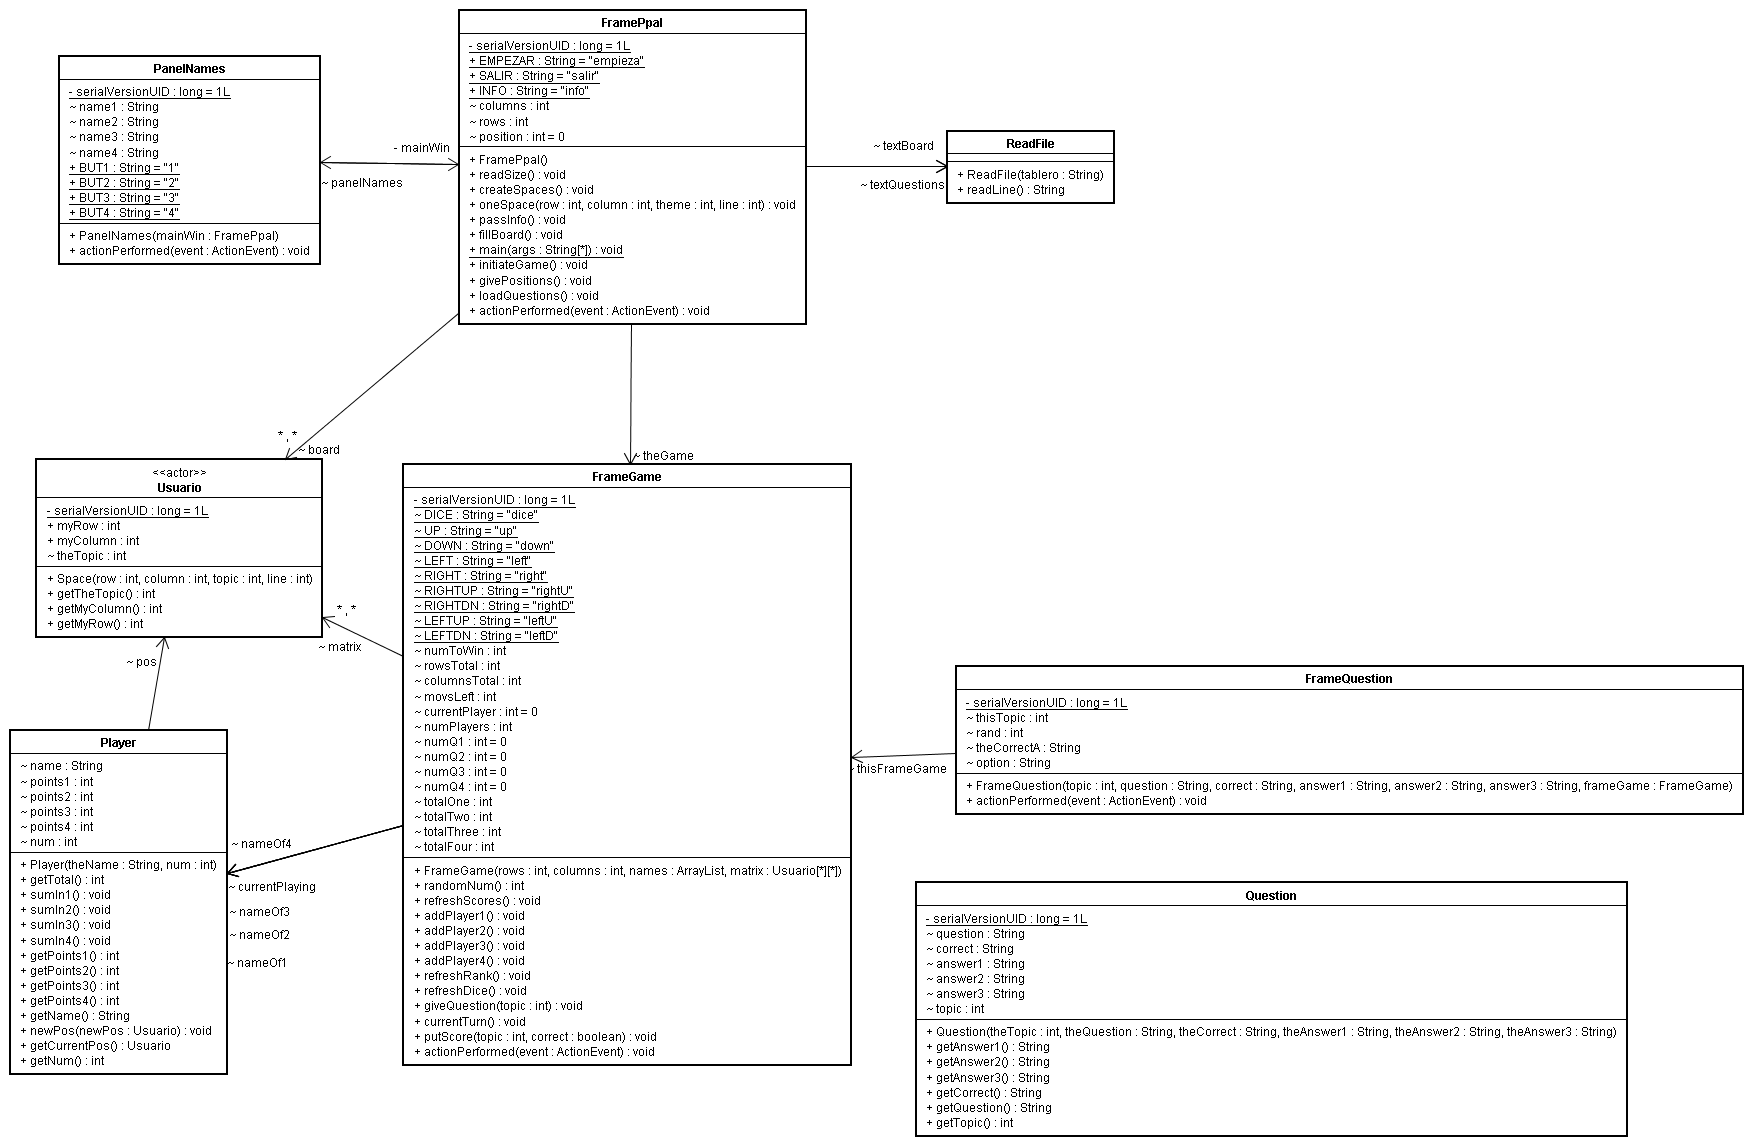 FramePpal
- serialVersionUID : long = 1L
+ EMPEZAR : String = "empieza"
+ SALIR : String = "salir"
+ INFO : String = "info"
~ columns : int
~ rows : int
~ position : int = 0
+ FramePpal()
+ readSize() : void
+ createSpaces() : void
+ oneSpace(row : int, column : int, theme : int, line : int) : void
+ passInfo() : void
+ fillBoard() : void
+ main(args : String[*]) : void
+ initiateGame() : void
+ givePositions() : void
+ loadQuestions() : void
+ actionPerformed(event : ActionEvent) : void
PanelNames
- serialVersionUID : long = 1L
~ name1 : String
~ name2 : String
~ name3 : String
~ name4 : String
+ BUT1 : String = "1"
+ BUT2 : String = "2"
+ BUT3 : String = "3"
+ BUT4 : String = "4"
+ PanelNames(mainWin : FramePpal)
+ actionPerformed(event : ActionEvent) : void
- mainWin
~ panelNames
~ textBoard
~ textQuestions
ReadFile
+ ReadFile(tablero : String)
+ readLine() : String
*,*
~ board
~ theGame
<<actor>>
Usuario
- serialVersionUID : long = 1L
+ myRow : int
+ myColumn : int
~ theTopic : int
+ Space(row : int, column : int, topic : int, line : int)
+ getTheTopic() : int
+ getMyColumn() : int
+ getMyRow() : int
*,*
~ matrix
~ pos
FrameGame
- serialVersionUID : long = 1L
~ DICE : String = "dice"
~ UP : String = "up"
~ DOWN : String = "down"
~ LEFT : String = "left"
~ RIGHT : String = "right"
~ RIGHTUP : String = "rightU"
~ RIGHTDN : String = "rightD"
~ LEFTUP : String = "leftU"
~ LEFTDN : String = "leftD"
~ numToWin : int
~ rowsTotal : int
~ columnsTotal : int
~ movsLeft : int
~ currentPlayer : int = 0
~ numPlayers : int
~ numQ1 : int = 0
~ numQ2 : int = 0
~ numQ3 : int = 0
~ numQ4 : int = 0
~ totalOne : int
~ totalTwo : int
~ totalThree : int
~ totalFour : int
+ FrameGame(rows : int, columns : int, names : ArrayList, matrix : Usuario[*][*])
+ randomNum() : int
+ refreshScores() : void
+ addPlayer1() : void
+ addPlayer2() : void
+ addPlayer3() : void
+ addPlayer4() : void
+ refreshRank() : void
+ refreshDice() : void
+ giveQuestion(topic : int) : void
+ currentTurn() : void
+ putScore(topic : int, correct : boolean) : void
+ actionPerformed(event : ActionEvent) : void
Player
~ name : String
~ points1 : int
~ points2 : int
~ points3 : int
~ points4 : int
~ num : int
+ Player(theName : String, num : int)
+ getTotal() : int
+ sumIn1() : void
+ sumIn2() : void
+ sumIn3() : void
+ sumIn4() : void
+ getPoints1() : int
+ getPoints2() : int
+ getPoints3() : int
+ getPoints4() : int
+ getName() : String
+ newPos(newPos : Usuario) : void
+ getCurrentPos() : Usuario
+ getNum() : int
~ nameOf4
~ currentPlaying
~ nameOf3
~ nameOf2
~ nameOf1
~ thisFrameGame
FrameQuestion
- serialVersionUID : long = 1L
~ thisTopic : int
~ rand : int
~ theCorrectA : String
~ option : String
+ FrameQuestion(topic : int, question : String, correct : String, answer1 : String, answer2 : String, answer3 : String, frameGame : FrameGame)
+ actionPerformed(event : ActionEvent) : void
Question
- serialVersionUID : long = 1L
~ question : String
~ correct : String
~ answer1 : String
~ answer2 : String
~ answer3 : String
~ topic : int
+ Question(theTopic : int, theQuestion : String, theCorrect : String, theAnswer1 : String, theAnswer2 : String, theAnswer3 : String)
+ getAnswer1() : String
+ getAnswer2() : String
+ getAnswer3() : String
+ getCorrect() : String
+ getQuestion() : String
+ getTopic() : int